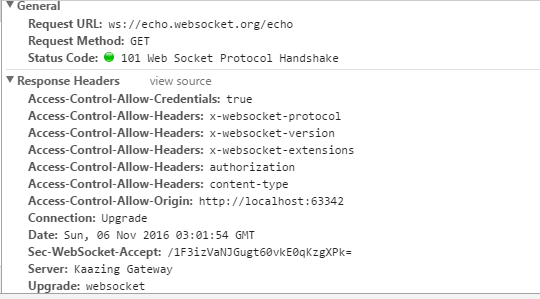 General
Request URL: ws://echo.websocket.org/echo
Request Method: GET
Status Code: 101 Web Socket Protocol Handshake
Response Headers view source
Access-Control-Allow-Credentials: true
Access-Control-Allow-Headers: x-websocket-protocol
Access-Control-Allow-Headers: x-websocket-version
Access-Control-Allow-Headers: x-websocket-extensions
Access-Control-Allow-Headers: authorization
Access-Control-Allow-Headers: content-type
Access-Control-Allow-Origin: http://localhost:63342
Connection: Upgrade
Date: Sun, 06 Nov 2016 03:01:54 GMT
Sec-WebSocket-Accept: /1F3izVaNJGugt60vkE0qKzgXPk=
Server: Kaazing Gateway
Upgrade: websocket